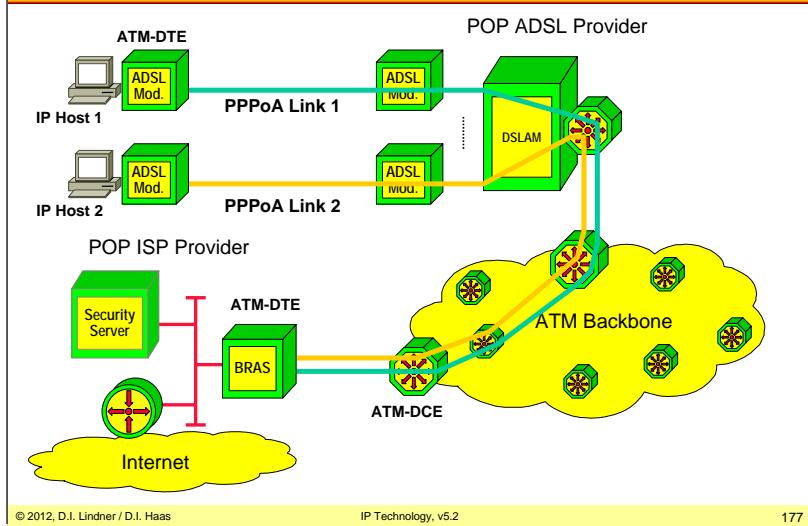 POP ADSL Provider
ATM-DTE
ADSL
Mod.
ADSL
Mod.
IP Host 1
PPPoA Link 1
DSLAM
ADSL
Mod.
ADSL
Mod.
IP Host 2
PPPoA Link 2
POP ISP Provider
Security
Server
ATM-DTE
BRAS
ATM Backbone
ATM-DCE
Internet
© 2012, D.I. Lindner / D.I. Haas
IP Technology, v5.2
177